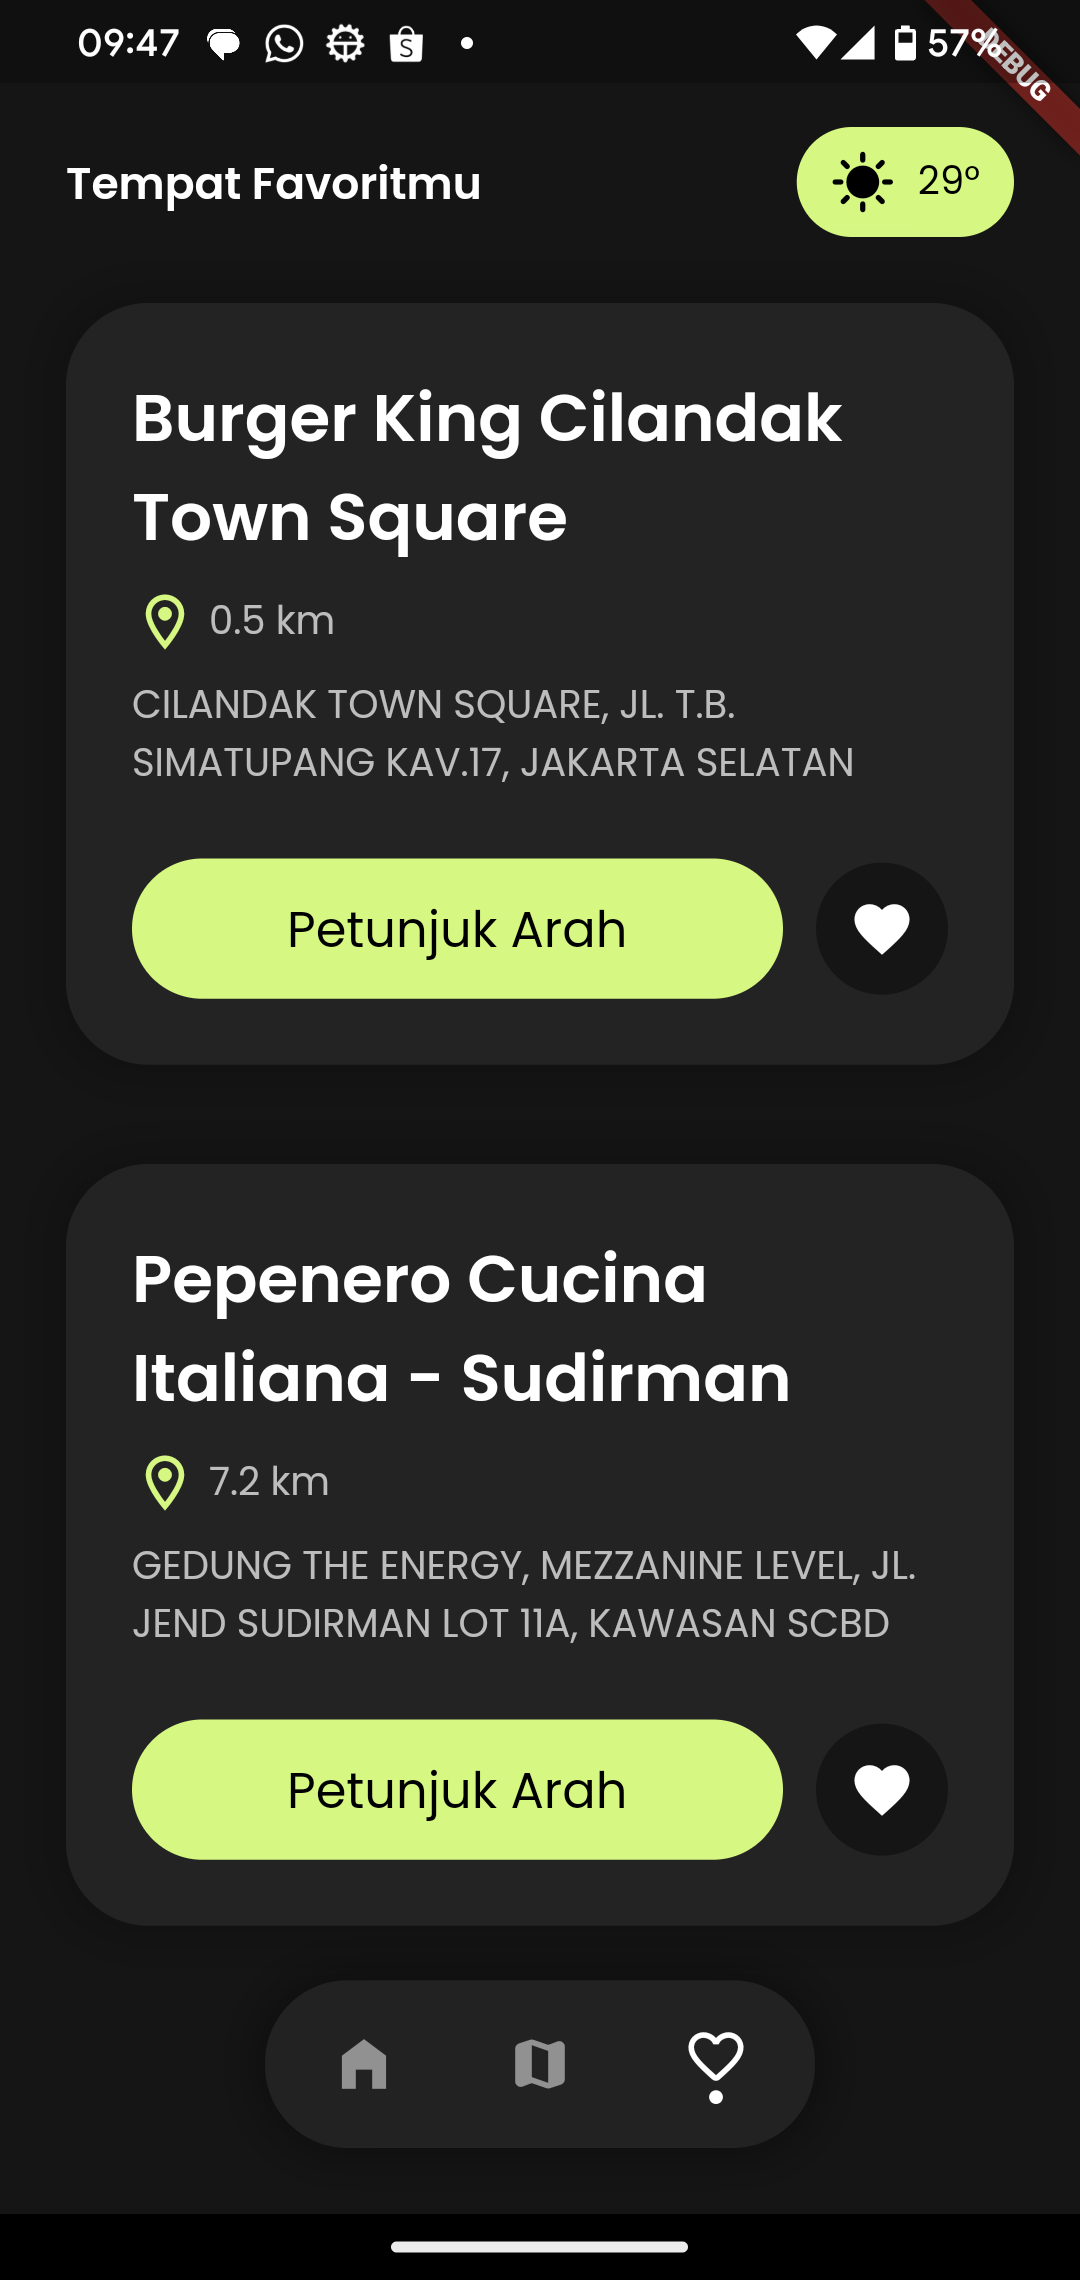 09:47
57%
DEBUG
Tempat Favoritmu
29°
Burger King Cilandak
Town Square
0.5 km
CILANDAK TOWN SQUARE, JL. T.B.
SIMATUPANG KAV.17, JAKARTA SELATAN
Petunjuk Arah
Pepenero Cucina
Italiana - Sudirman
7.2 km
GEDUNG THE ENERGY, MEZZANINE LEVEL, JL.
JEND SUDIRMAN LOT 11A, KAWASAN SCBD
Petunjuk Arah